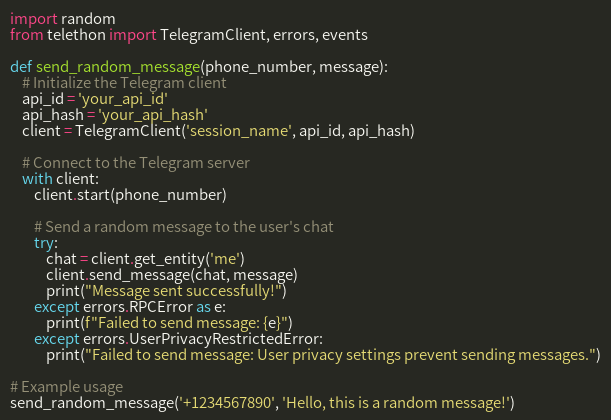 import random
from telethon import TelegramClient, errors, events

def send_random_message(phone_number, message):
    # Initialize the Telegram client
    api_id = 'your_api_id'
    api_hash = 'your_api_hash'
    client = TelegramClient('session_name', api_id, api_hash)

    # Connect to the Telegram server
    with client:
        client.start(phone_number)

        # Send a random message to the user's chat
        try:
            chat = client.get_entity('me')
            client.send_message(chat, message)
            print("Message sent successfully!")
        except errors.RPCError as e:
            print(f"Failed to send message: {e}")
        except errors.UserPrivacyRestrictedError:
            print("Failed to send message: User privacy settings prevent sending messages.")

# Example usage
send_random_message('+1234567890', 'Hello, this is a random message!')